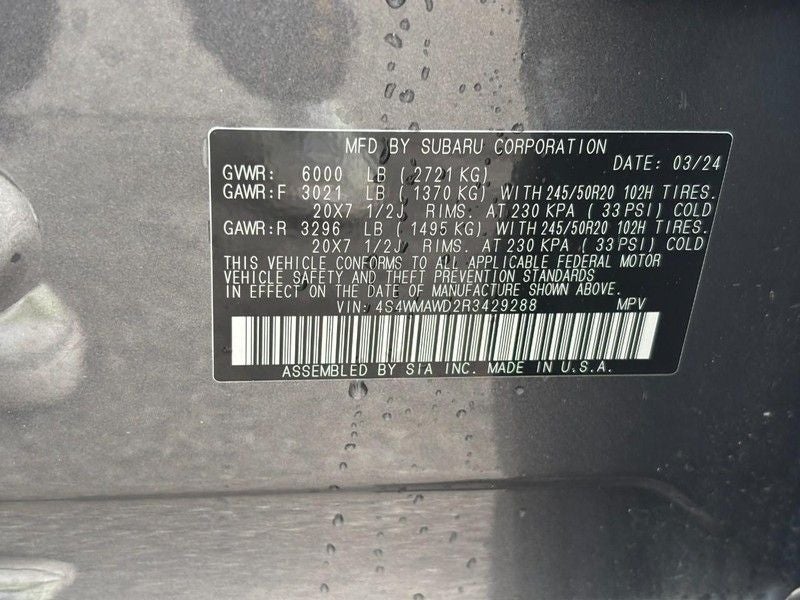 MFD BY SUBARU CORPORATION
DATE: 03/24
GVWR: 6000 LB ( 2721 KG)
GAWR:F 3021 LB ( 1370 KG) WITH 245/50R20 102H TIRES.
20X7 1/2J RIMS. AT 230 KPA ( 33 PSI) COLD
GAWR:R 3296 LB ( 1495 KG) WITH 245/50R20 102H TIRES.
20X7 1/2J RIMS. AT 230 KPA ( 33 PSI) COLD
THIS VEHICLE CONFORMS TO ALL APPLICABLE FEDERAL MOTOR
VEHICLE SAFETY AND THEFT PREVENTION STANDARDS
IN EFFECT ON THE DATE OF MANUFACTURE SHOWN ABOVE.
VIN: 4S4WMAWD2R3429288 MPV
ASSEMBLED BY SIA INC. MADE IN U.S.A.